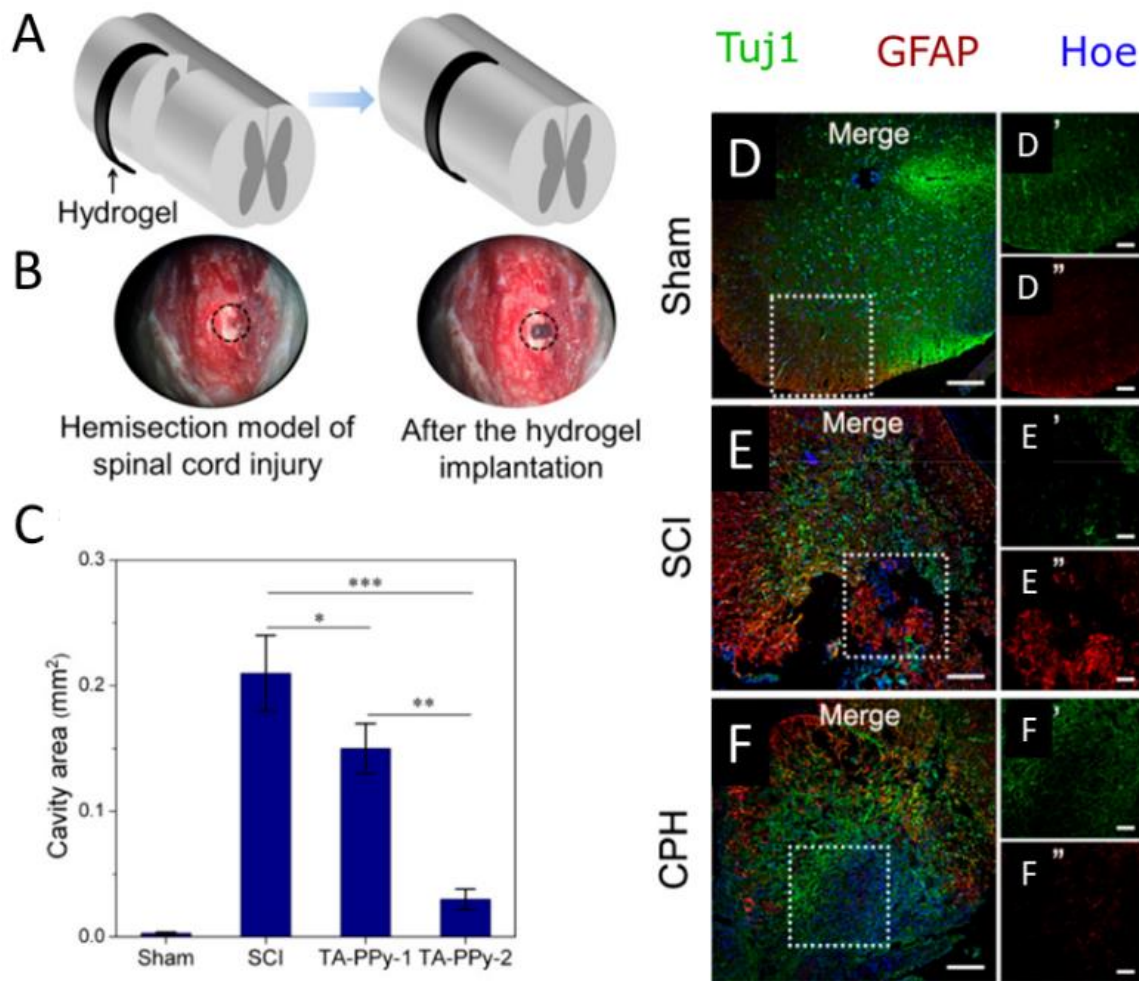 A
Hydrogel
B
Hemisection model of
spinal cord injury
After the hydrogel
implantation
C
Cavity area (mm²)
0.3
0.2
0.1
0.0
***
*
**
Sham SCI TA-PPy-1 TA-PPy-2
Tuj1 GFAP Hoe
Sham
D
Merge
D'
D"
SCI
E
Merge
E'
E"
CPH
F
Merge
F'
F"